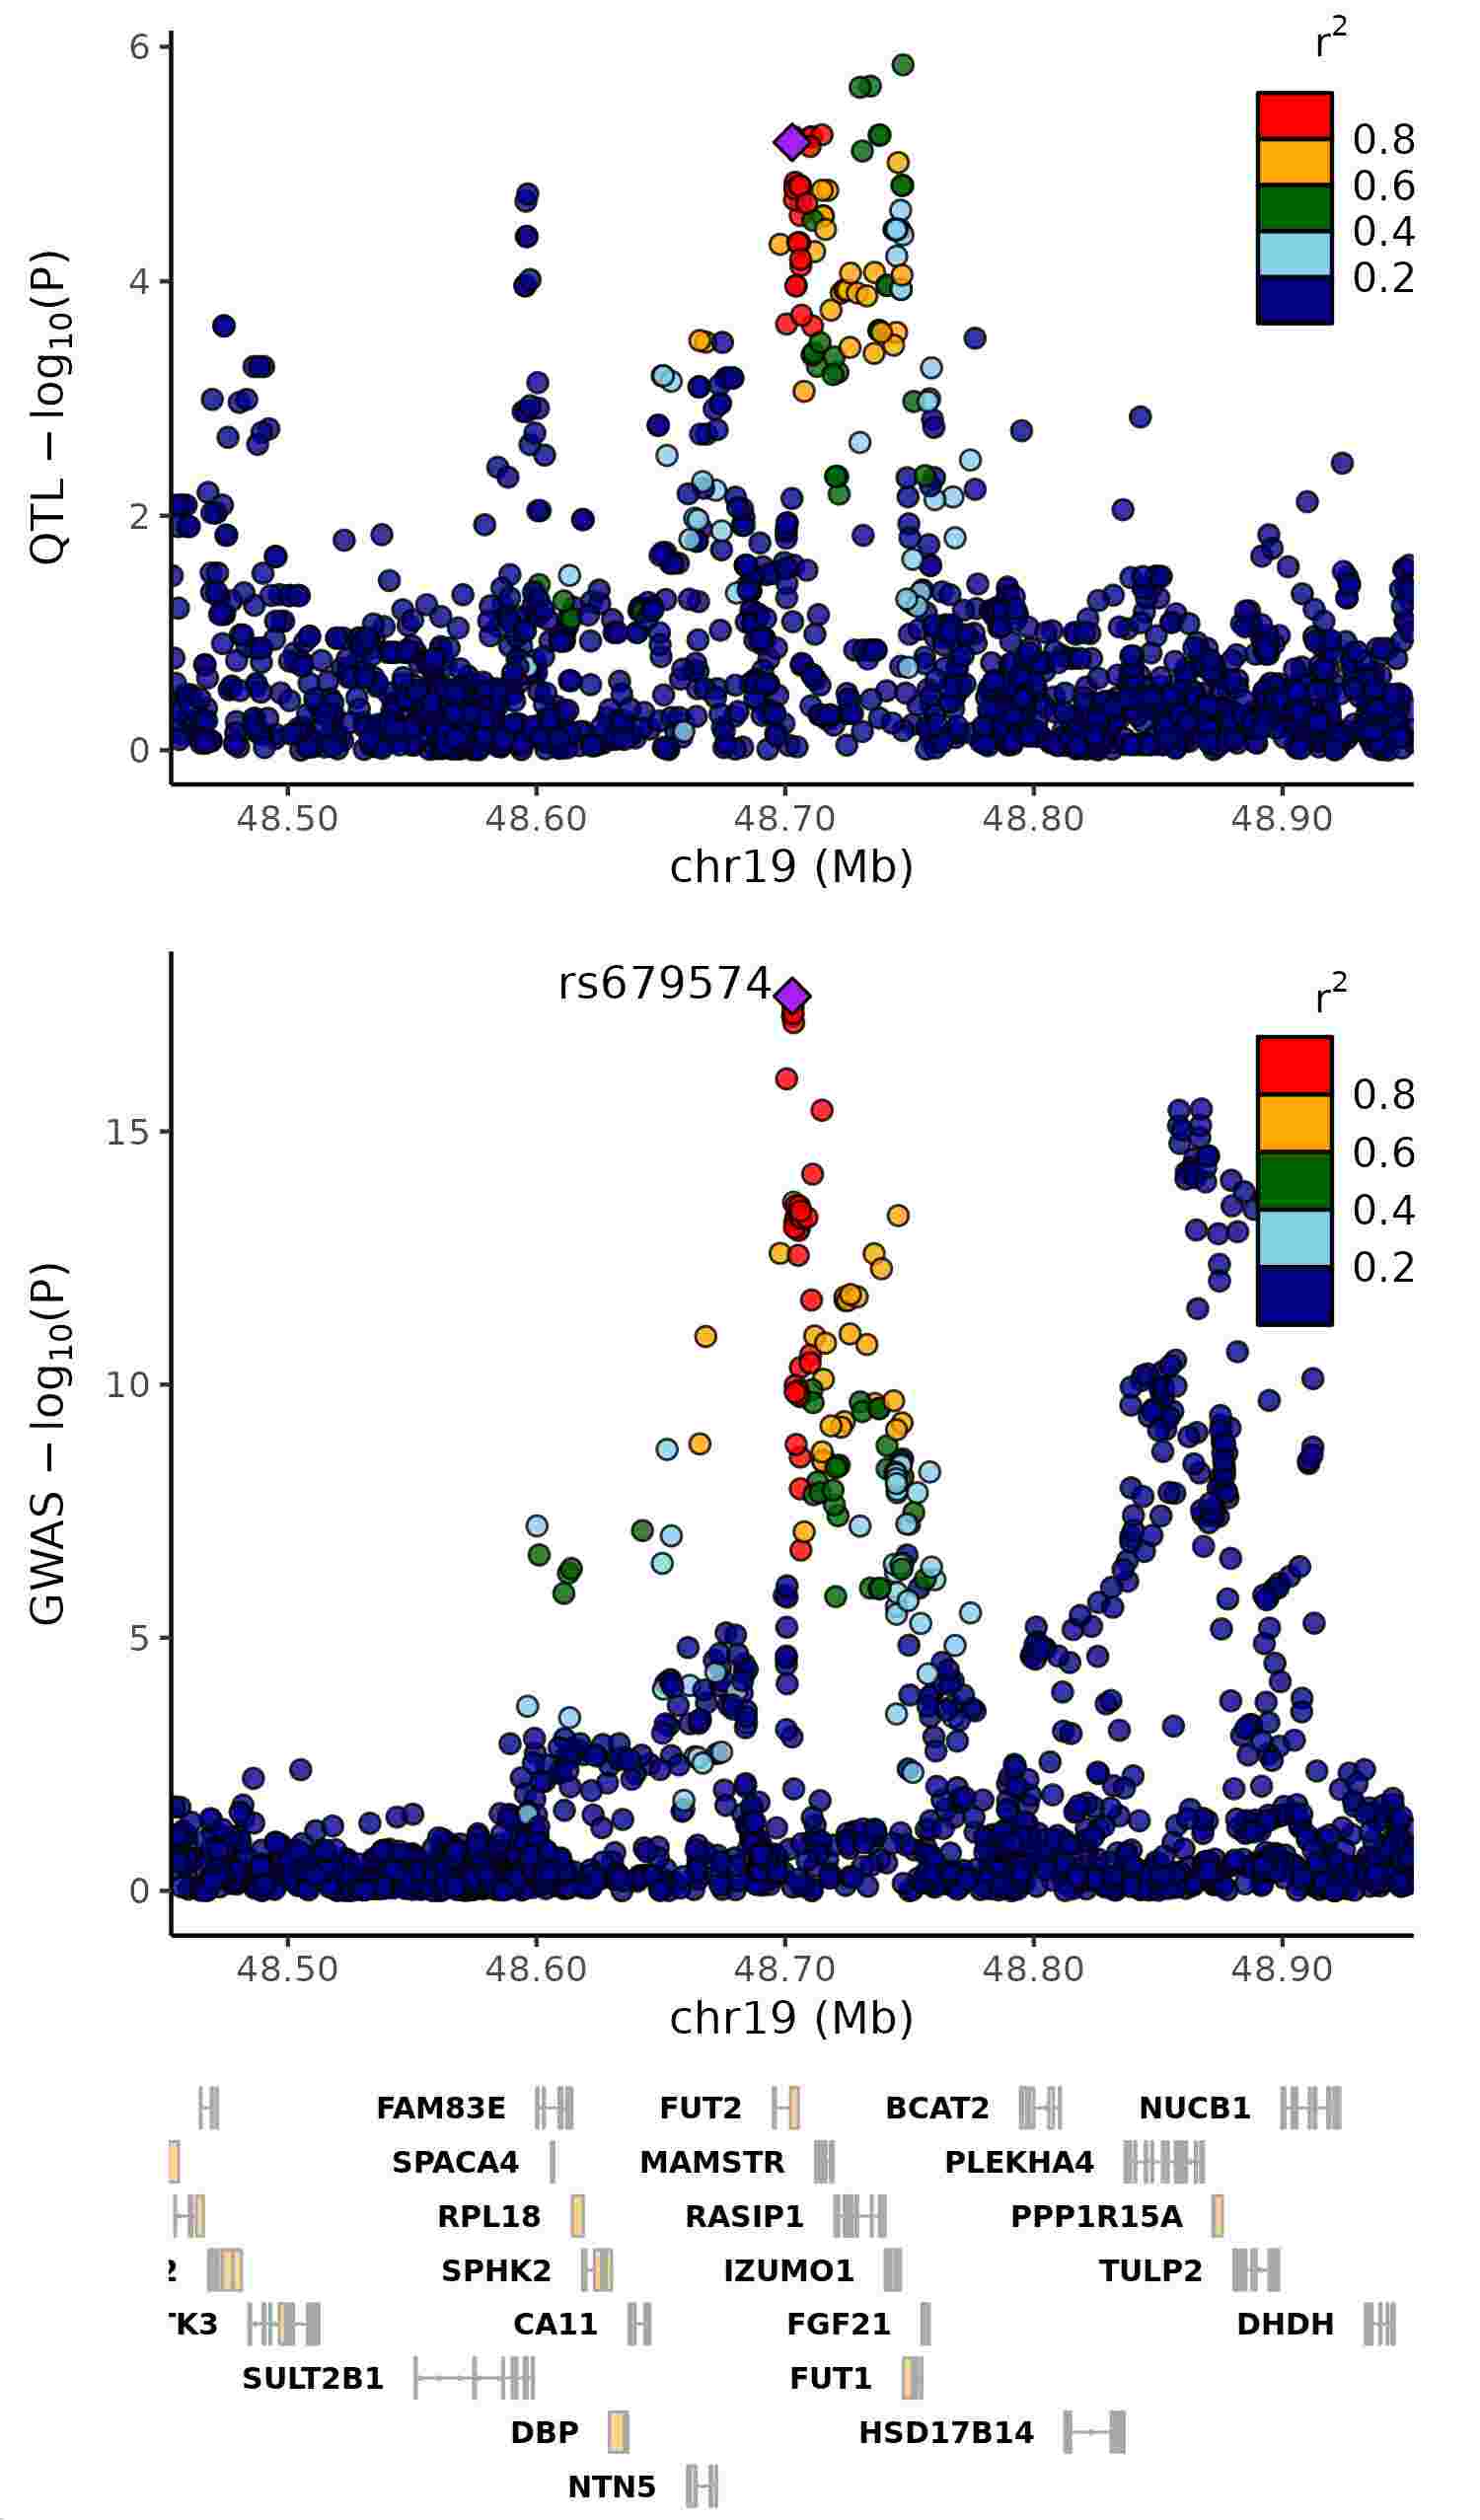 r²
6
4
2
0
0.8
0.6
0.4
0.2
QTL −log₁₀(P)
48.50 48.60 48.70 48.80 48.90
chr19 (Mb)
rs679574
r²
15
10
5
0
0.8
0.6
0.4
0.2
GWAS −log₁₀(P)
48.50 48.60 48.70 48.80 48.90
chr19 (Mb)
FAM83E FUT2 BCAT2 NUCB1
SPACA4 MAMSTR PLEKHA4
RPL18 RASIP1 PPP1R15A
2 SPHK2 IZUMO1 TULP2
TK3 CA11 FGF21 DHDH
SULT2B1 FUT1
DBP HSD17B14
NTN5